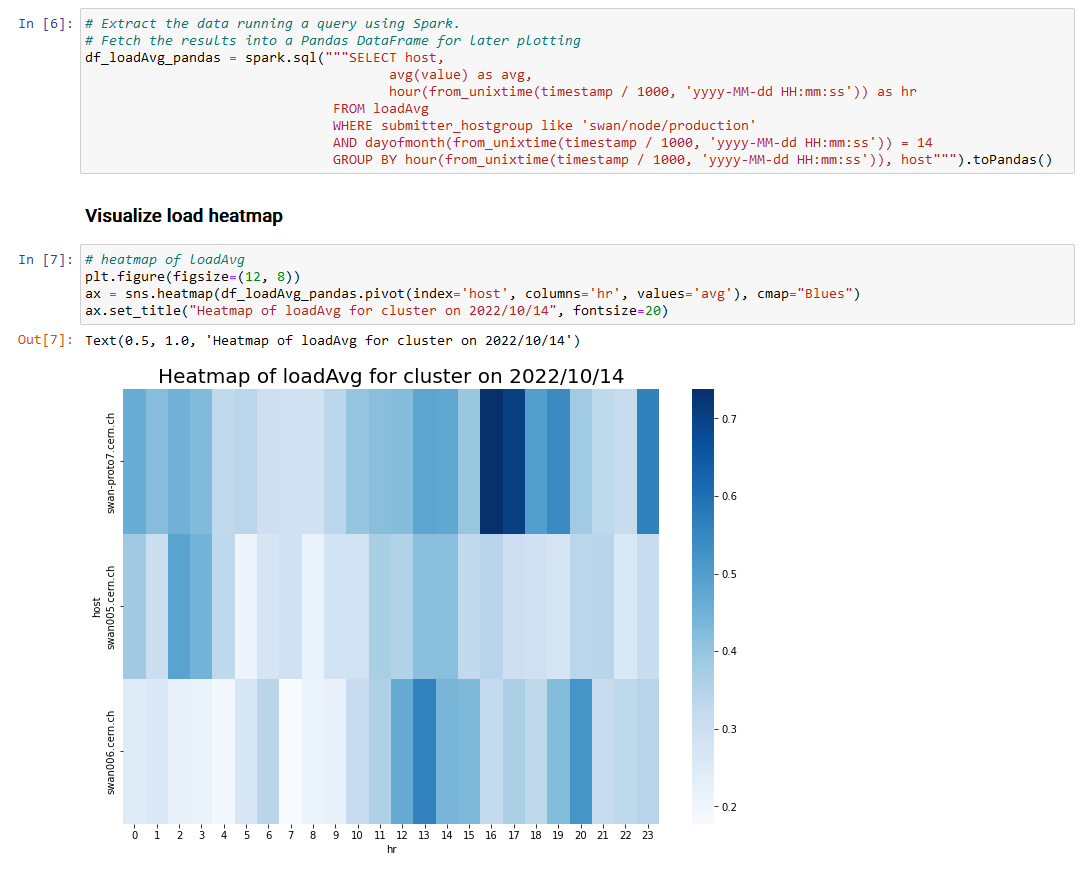 In [6]: # Extract the data running a query using Spark.
# Fetch the results into a Pandas DataFrame for later plotting
df_loadAvg_pandas = spark.sql("""SELECT host,
avg(value) as avg,
hour(from_unixtime(timestamp / 1000, 'yyyy-MM-dd HH:mm:ss')) as hr
FROM loadAvg
WHERE submitter_hostgroup like 'swan/node/production'
AND dayofmonth(from_unixtime(timestamp / 1000, 'yyyy-MM-dd HH:mm:ss')) = 14
GROUP BY hour(from_unixtime(timestamp / 1000, 'yyyy-MM-dd HH:mm:ss')), host""").toPandas()
Visualize load heatmap
In [7]: # heatmap of loadAvg
plt.figure(figsize=(12, 8))
ax = sns.heatmap(df_loadAvg_pandas.pivot(index='host', columns='hr', values='avg'), cmap="Blues")
ax.set_title("Heatmap of loadAvg for cluster on 2022/10/14", fontsize=20)
Out[7]: Text(0.5, 1.0, 'Heatmap of loadAvg for cluster on 2022/10/14')
Heatmap of loadAvg for cluster on 2022/10/14
host
swan-proto7.cern.ch
swan005.cern.ch
swan006.cern.ch
0 1 2 3 4 5 6 7 8 9 10 11 12 13 14 15 16 17 18 19 20 21 22 23
hr
0.7
0.6
0.5
0.4
0.3
0.2